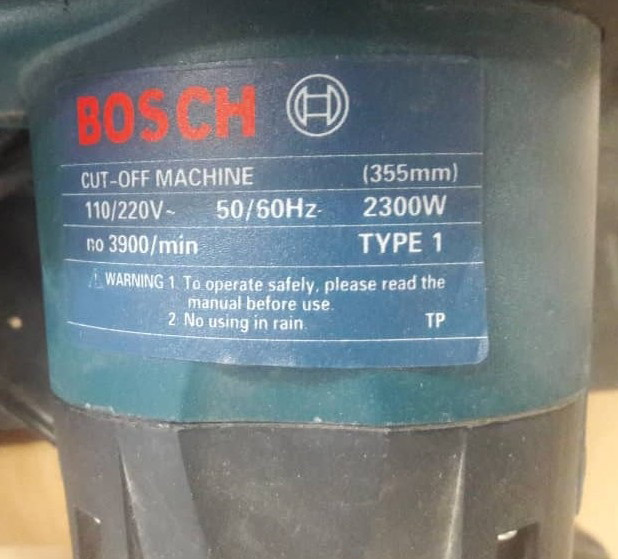 BOSCH
CUT-OFF MACHINE (355mm)
110/220V~ 50/60Hz- 2300W
no 3900/min TYPE 1
WARNING 1. To operate safely, please read the
manual before use.
2. No using in rain. TP